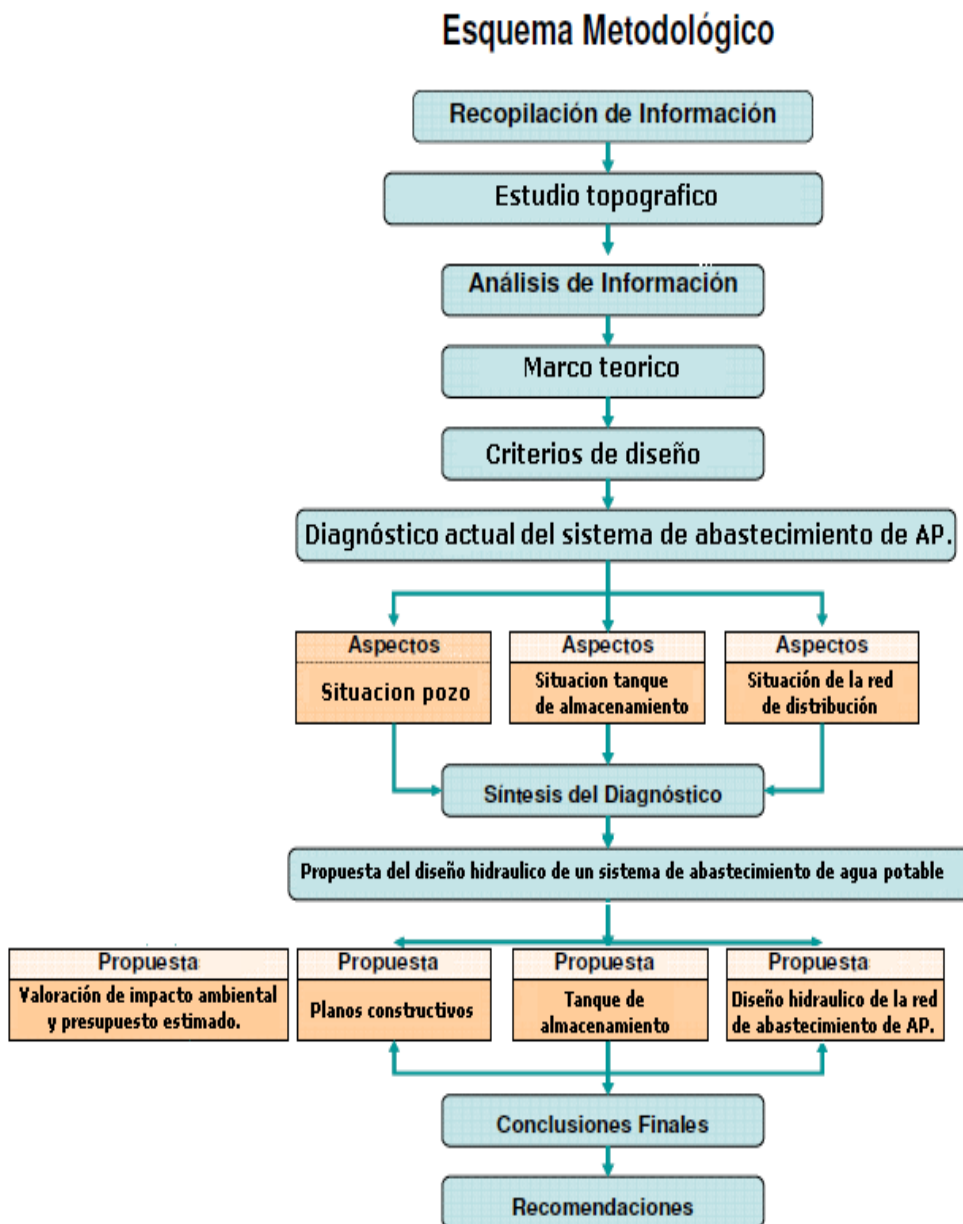 Esquema Metodológico
Recopilación de Información
Estudio topografico
Análisis de Información
Marco teorico
Criterios de diseño
Diagnóstico actual del sistema de abastecimiento de AP.
Aspectos
Situacion pozo
Aspectos
Situacion tanque
de almacenamiento
Aspectos
Situación de la red
de distribución
Síntesis del Diagnóstico
Propuesta del diseño hidraulico de un sistema de abastecimiento de agua potable
Propuesta
Valoración de impacto ambiental
y presupuesto estimado.
Propuesta
Planos constructivos
Propuesta
Tanque de
almacenamiento
Propuesta
Diseño hidraulico de la red
de abastecimiento de AP.
Conclusiones Finales
Recomendaciones